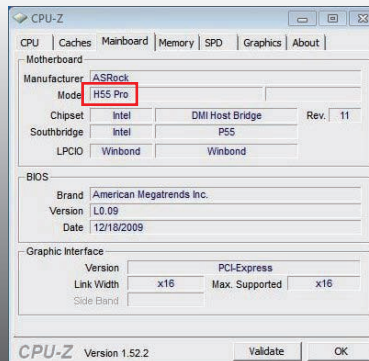 CPU-Z
CPU Caches Mainboard Memory SPD Graphics About
Motherboard
Manufacturer ASRock
Model H55 Pro
Chipset Intel DMI Host Bridge Rev. 11
Southbridge Intel P55
LPCIO Winbond Winbond
BIOS
Brand American Megatrends Inc.
Version L0.09
Date 12/18/2009
Graphic Interface
Version PCI-Express
Link Width x16 Max. Supported x16
Side Band
CPU-Z Version 1.52.2 Validate OK